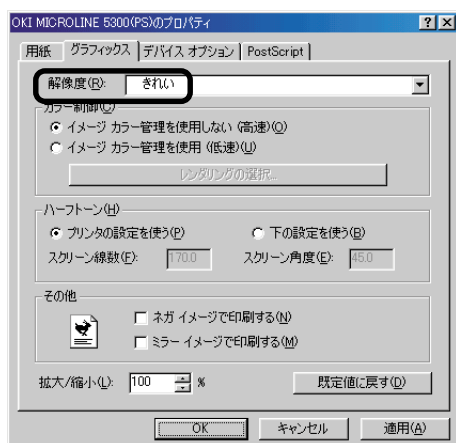 OKI MICROLINE 5300(PS)のプロパティ
用紙 グラフィックス デバイス オプション PostScript
解像度(R): きれい
カラー制御(C)
イメージ カラー管理を使用しない (高速)(O)
イメージ カラー管理を使用 (低速)(U)
レンダリングの選択...
ハーフトーン(H)
プリンタの設定を使う(P) 下の設定を使う(B)
スクリーン線数(F): 170.0 スクリーン角度(E): 45.0
その他
ネガ イメージで印刷する(N)
ミラー イメージで印刷する(M)
拡大/縮小(L): 100 % 既定値に戻す(D)
OK キャンセル 適用(A)